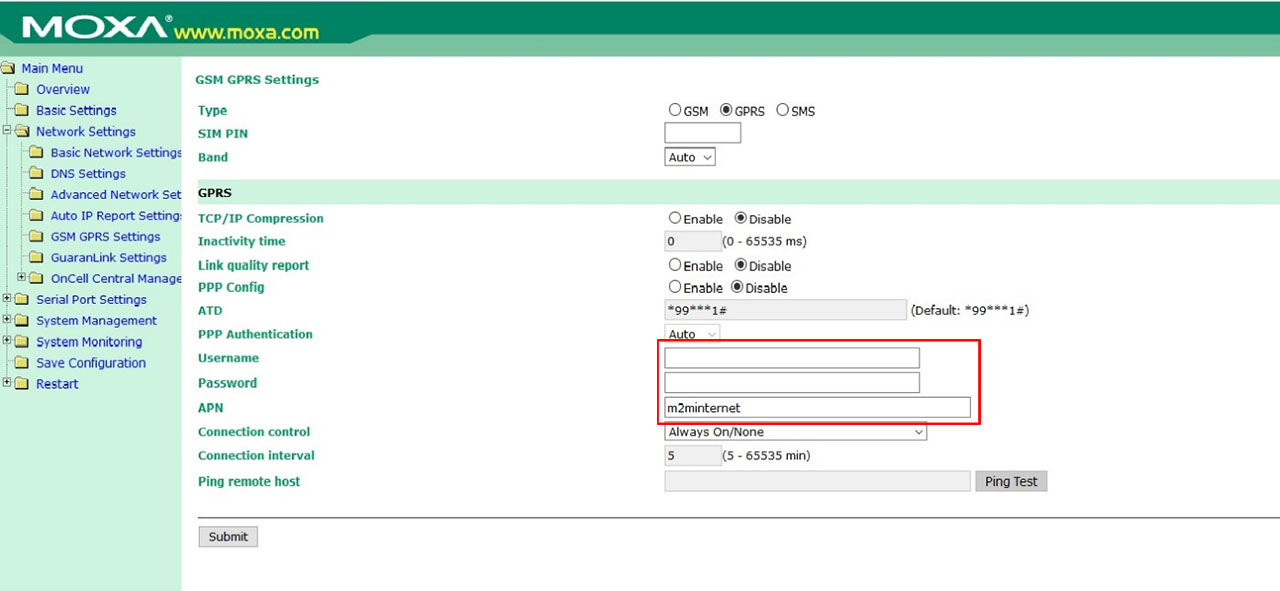 MOXA® www.moxa.com
Main Menu
Overview
Basic Settings
Network Settings
Basic Network Settings
DNS Settings
Advanced Network Set
Auto IP Report Settings
GSM GPRS Settings
GuaranLink Settings
OnCell Central Manage
Serial Port Settings
System Management
System Monitoring
Save Configuration
Restart
GSM GPRS Settings
Type GSM GPRS SMS
SIM PIN
Band Auto
GPRS
TCP/IP Compression Enable Disable
Inactivity time 0 (0 - 65535 ms)
Link quality report Enable Disable
PPP Config Enable Disable
ATD *99***1# (Default: *99***1#)
PPP Authentication Auto
Username
Password
APN m2minternet
Connection control Always On/None
Connection interval 5 (5 - 65535 min)
Ping remote host Ping Test
Submit